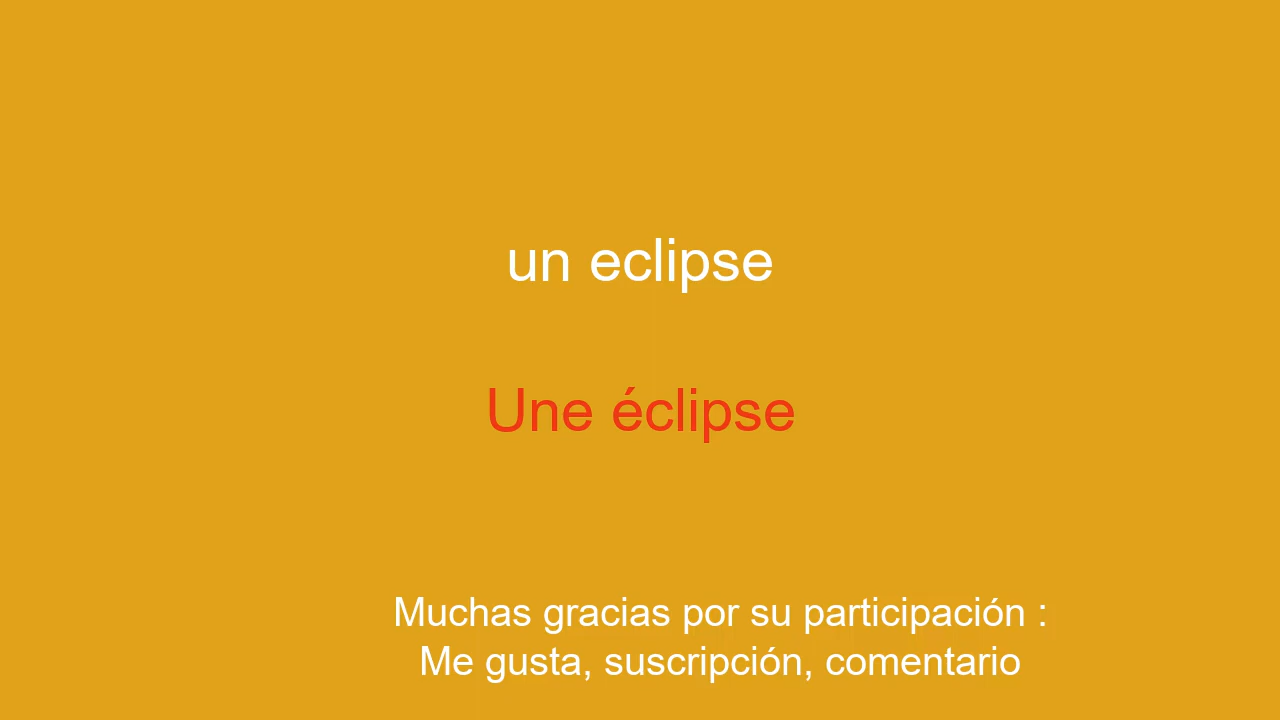 un eclipse
Une éclipse
Muchas gracias por su participación :
Me gusta, suscripción, comentario